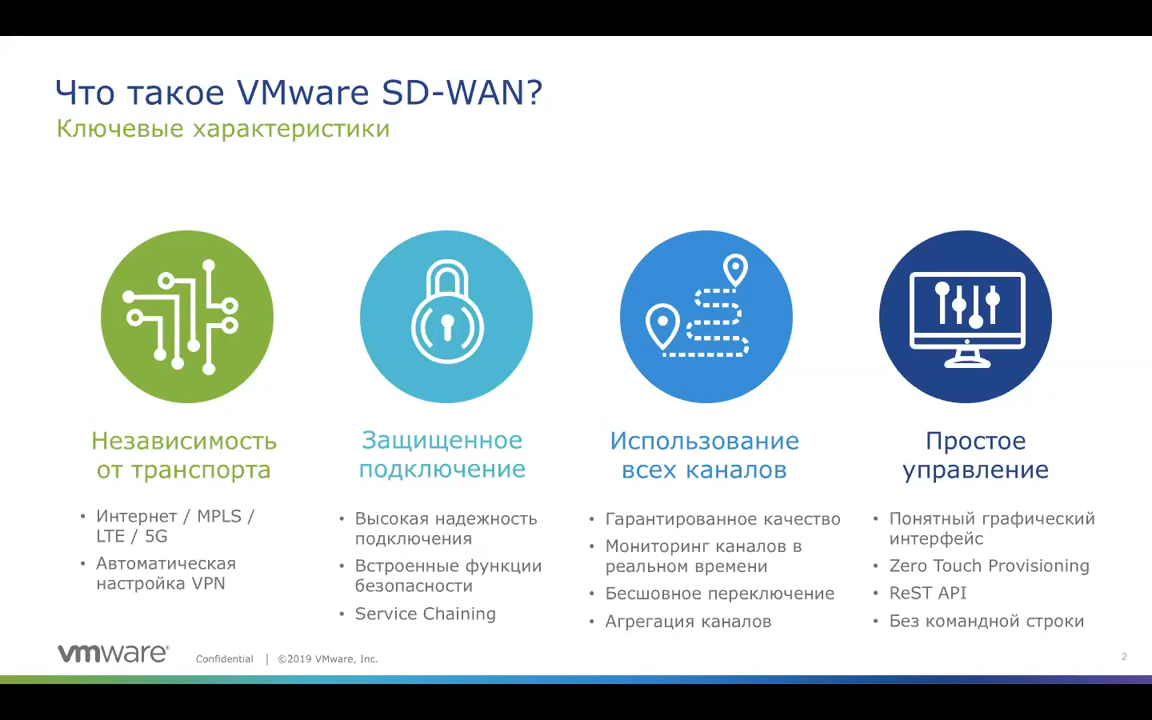 Что такое VMware SD-WAN?
Ключевые характеристики
Независимость
от транспорта
• Интернет / MPLS /
LTE / 5G
• Автоматическая
настройка VPN
Защищенное
подключение
• Высокая надежность
подключения
• Встроенные функции
безопасности
• Service Chaining
Использование
всех каналов
• Гарантированное качество
• Мониторинг каналов в
реальном времени
• Бесшовное переключение
• Агрегация каналов
Простое
управление
• Понятный графический
интерфейс
• Zero Touch Provisioning
• ReST API
• Без командной строки
vmware® Confidential | ©2019 VMware, Inc. 2